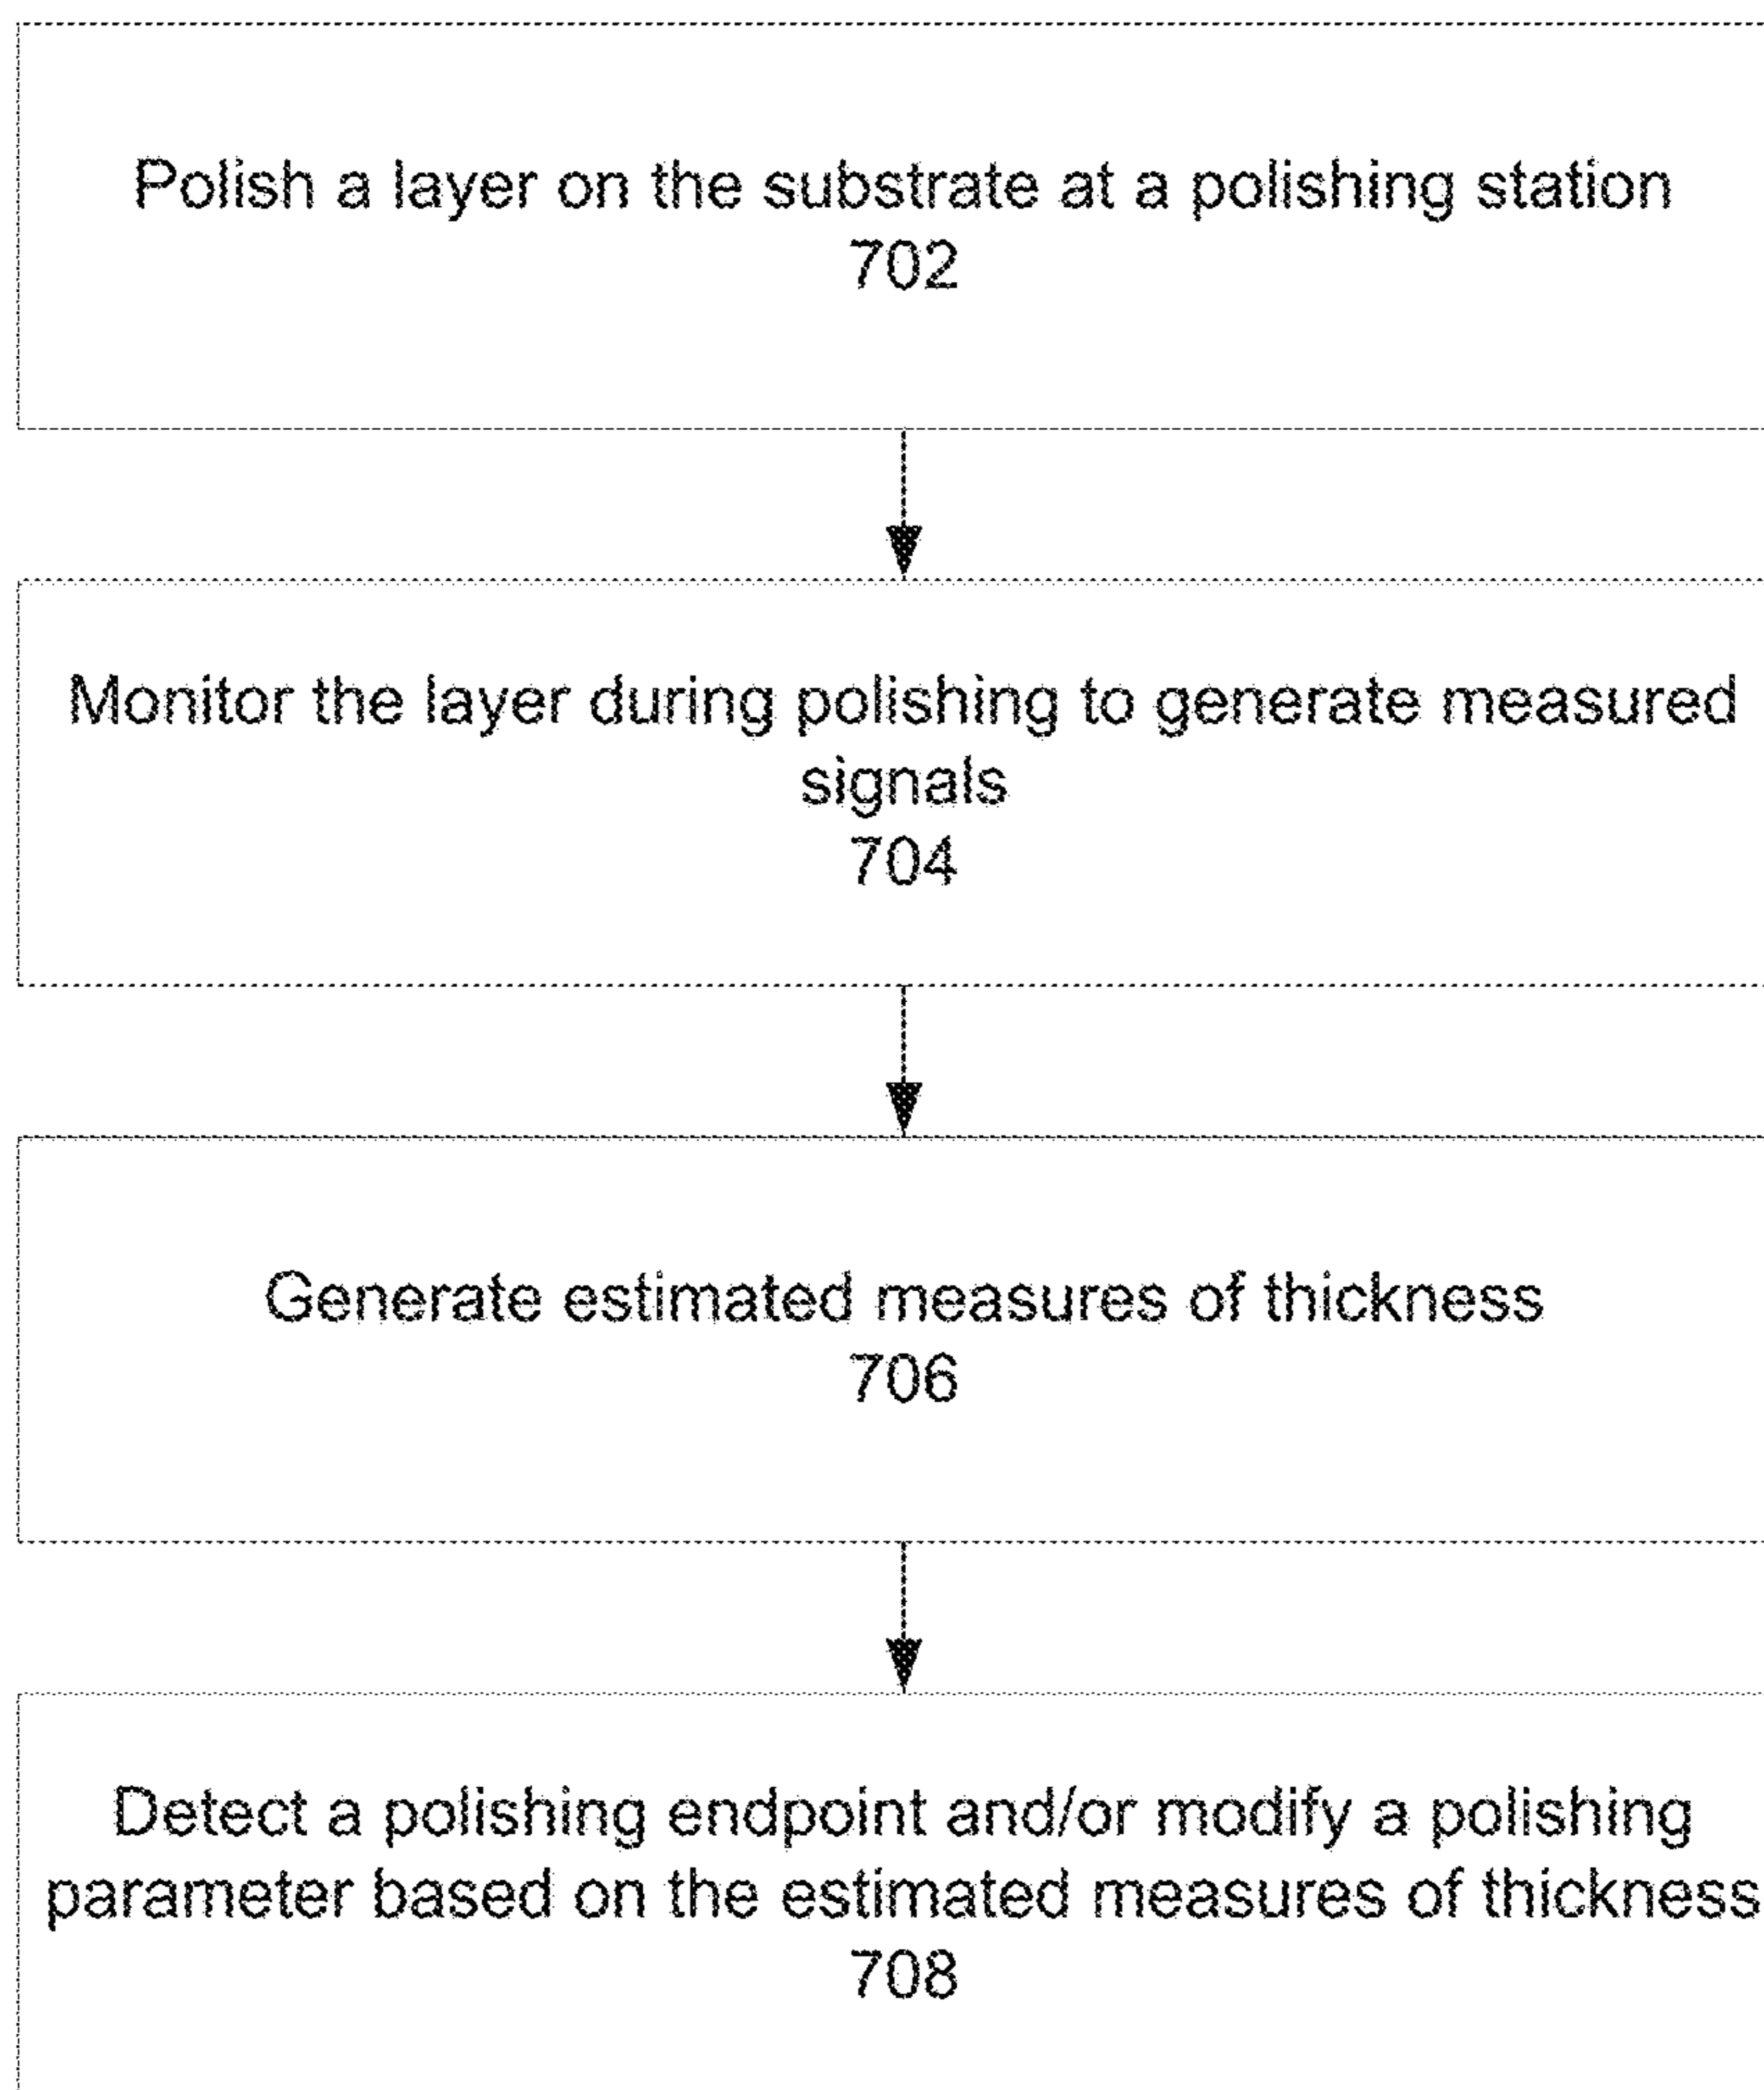 Polish a layer on the substrate at a polishing station
702
Monitor the layer during polishing to generate measured
signals
704
Generate estimated measures of thickness
706
Detect a polishing endpoint and/or modify a polishing
parameter based on the estimated measures of thickness
708